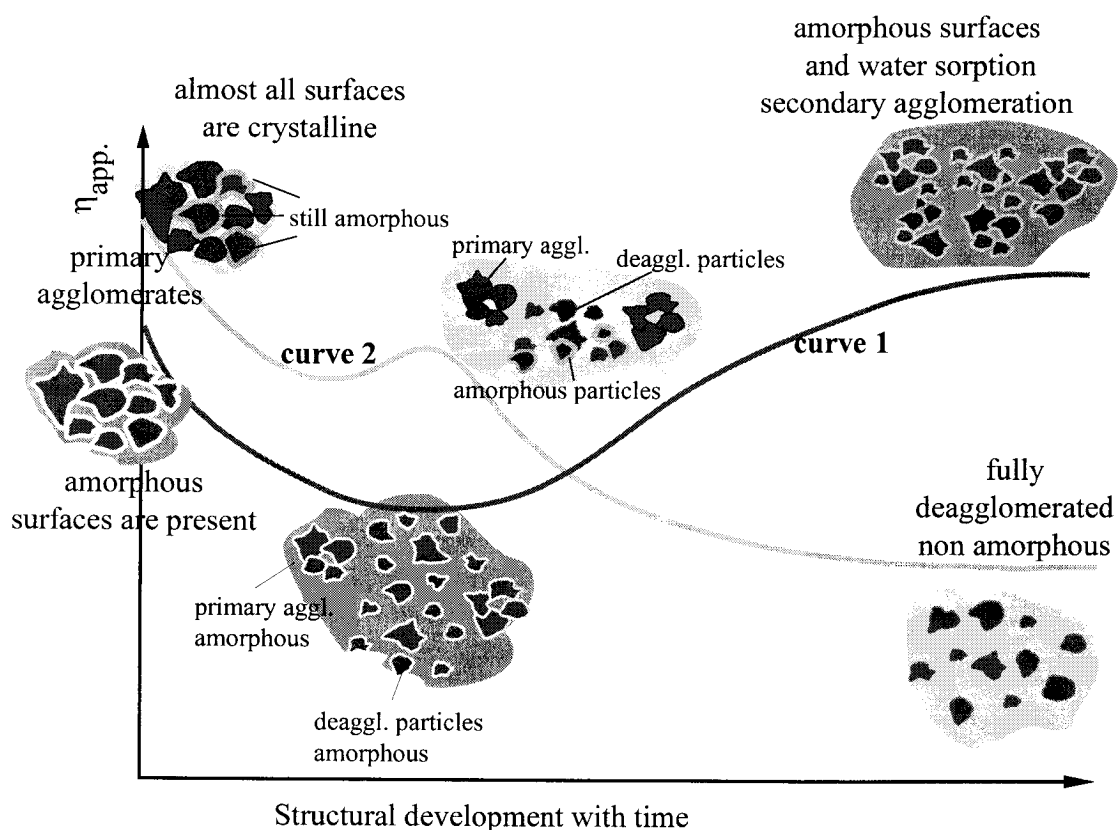 amorphous surfaces
and water sorption
secondary agglomeration
almost all surfaces
are crystalline
ηapp.
still amorphous
primary
agglomerates
primary aggl.
deaggl. particles
curve 2
curve 1
amorphous particles
amorphous
surfaces are present
fully
deagglomerated
non amorphous
primary aggl.
amorphous
deaggl. particles
amorphous
Structural development with time